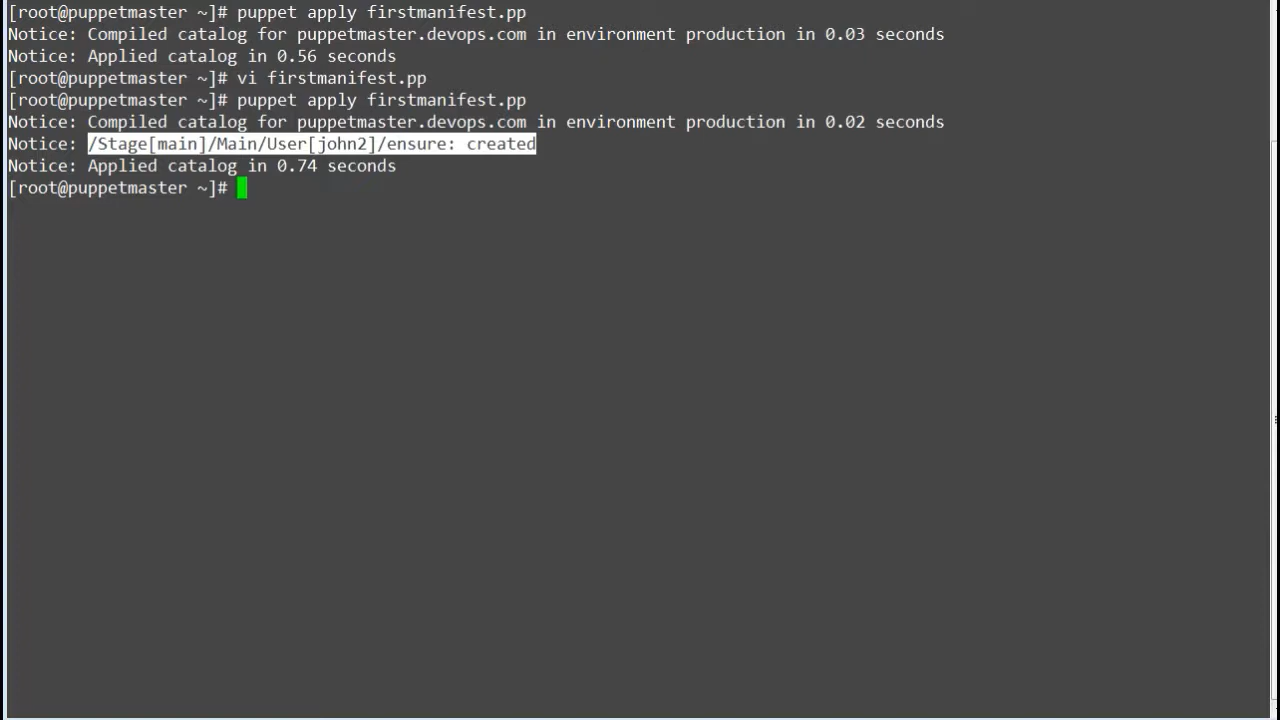 [root@puppetmaster ~]# puppet apply firstmanifest.pp
Notice: Compiled catalog for puppetmaster.devops.com in environment production in 0.03 seconds
Notice: Applied catalog in 0.56 seconds
[root@puppetmaster ~]# vi firstmanifest.pp
[root@puppetmaster ~]# puppet apply firstmanifest.pp
Notice: Compiled catalog for puppetmaster.devops.com in environment production in 0.02 seconds
Notice: /Stage[main]/Main/User[john2]/ensure: created
Notice: Applied catalog in 0.74 seconds
[root@puppetmaster ~]#